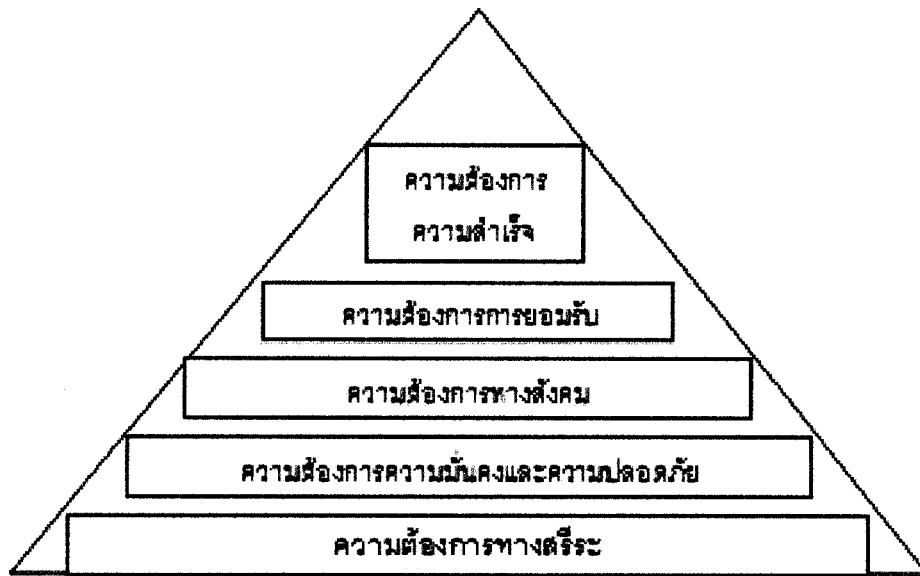 ความต้องการ
ความสำเร็จ
ความต้องการการยอมรับ
ความต้องการทางสังคม
ความต้องการความมั่นคงและความปลอดภัย
ความต้องการทางสรีระ